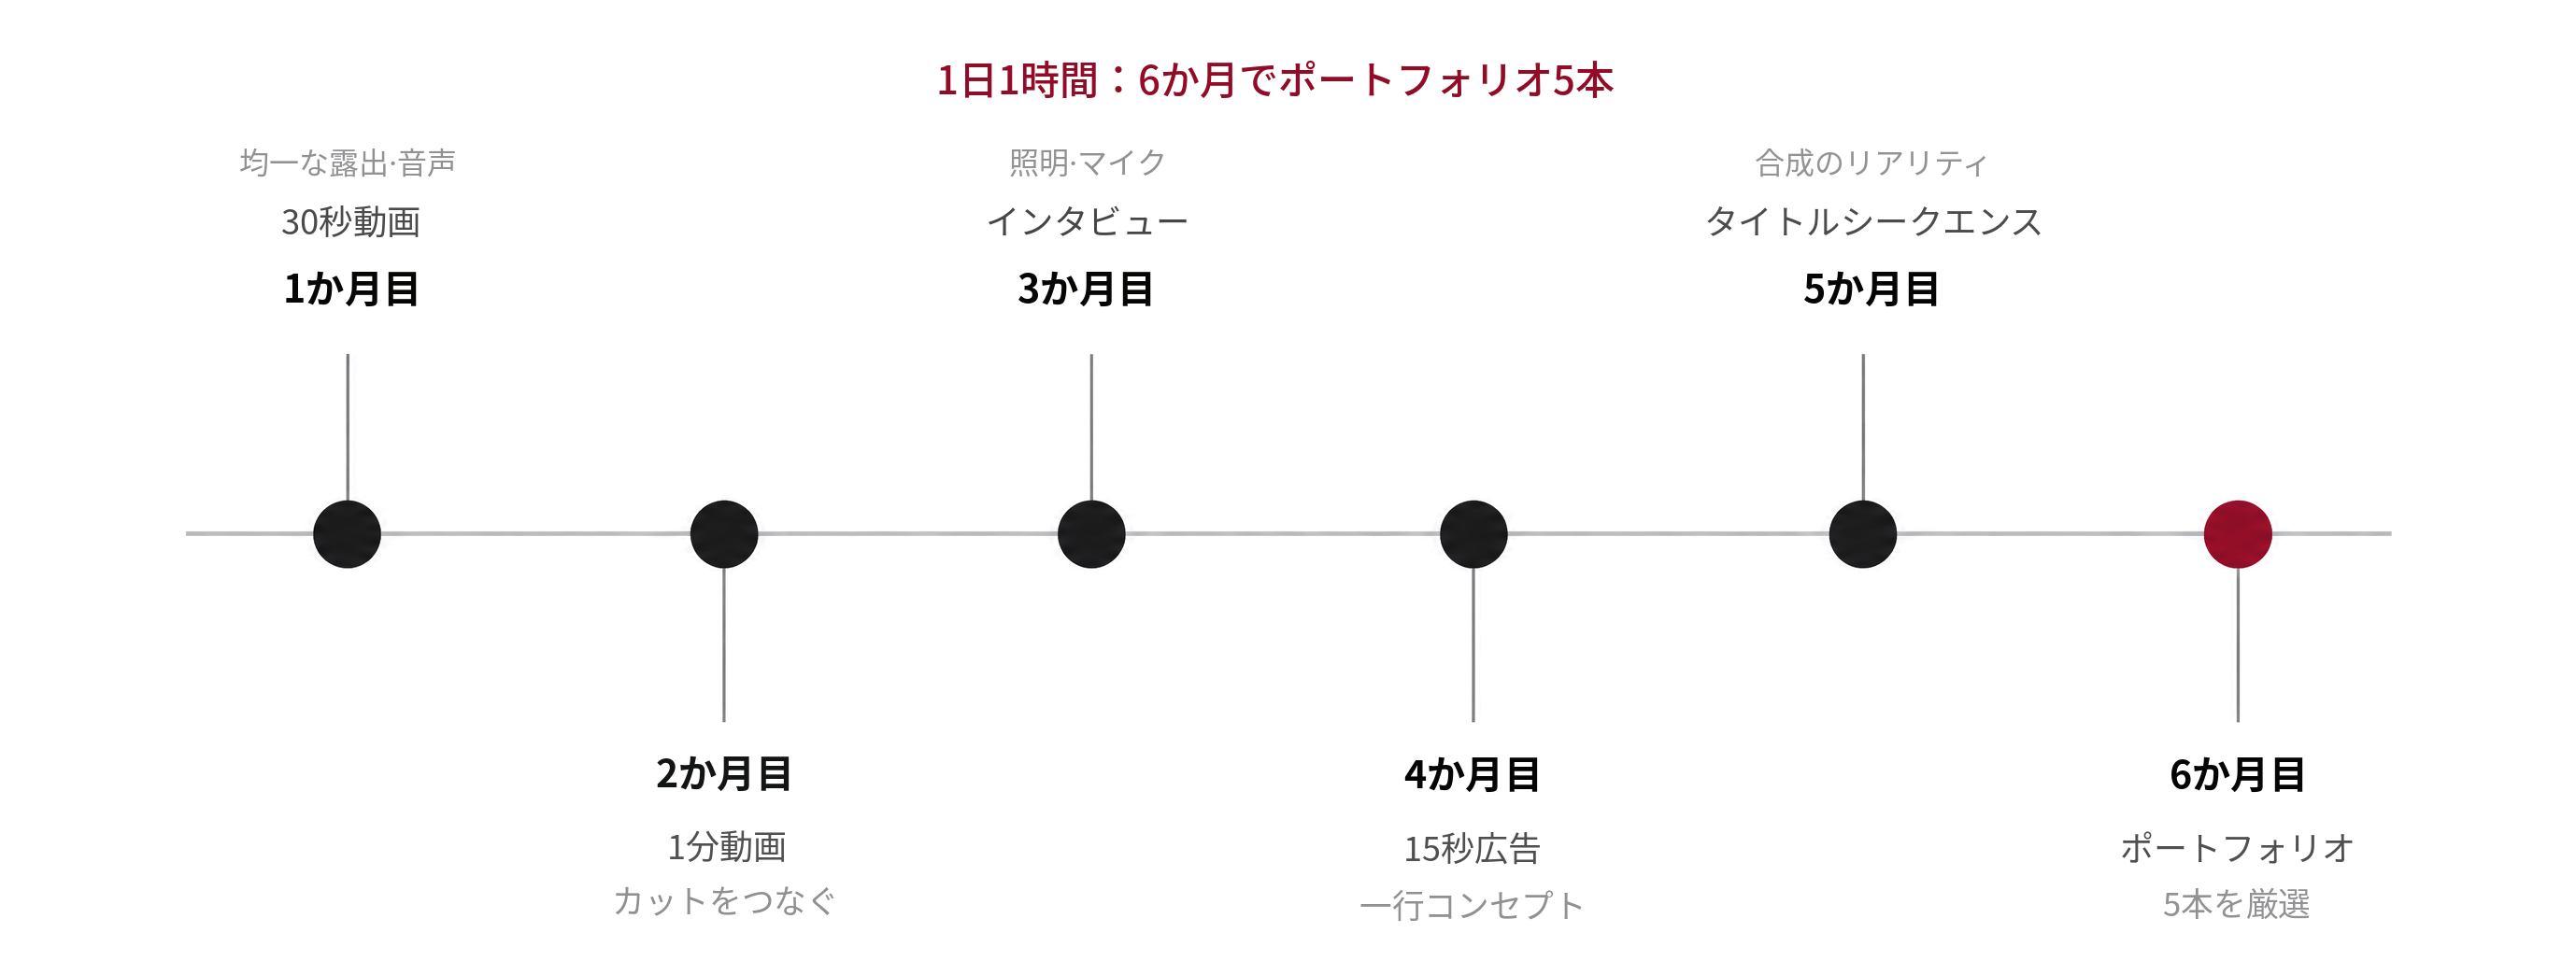 1日1時間：6か月でポートフォリオ5本
均一な露出·音声
30秒動画
1か月目
2か月目
1分動画
カットをつなぐ
照明·マイク
インタビュー
3か月目
4か月目
15秒広告
一行コンセプト
合成のリアリティ
タイトルシークエンス
5か月目
6か月目
ポートフォリオ
5本を厳選